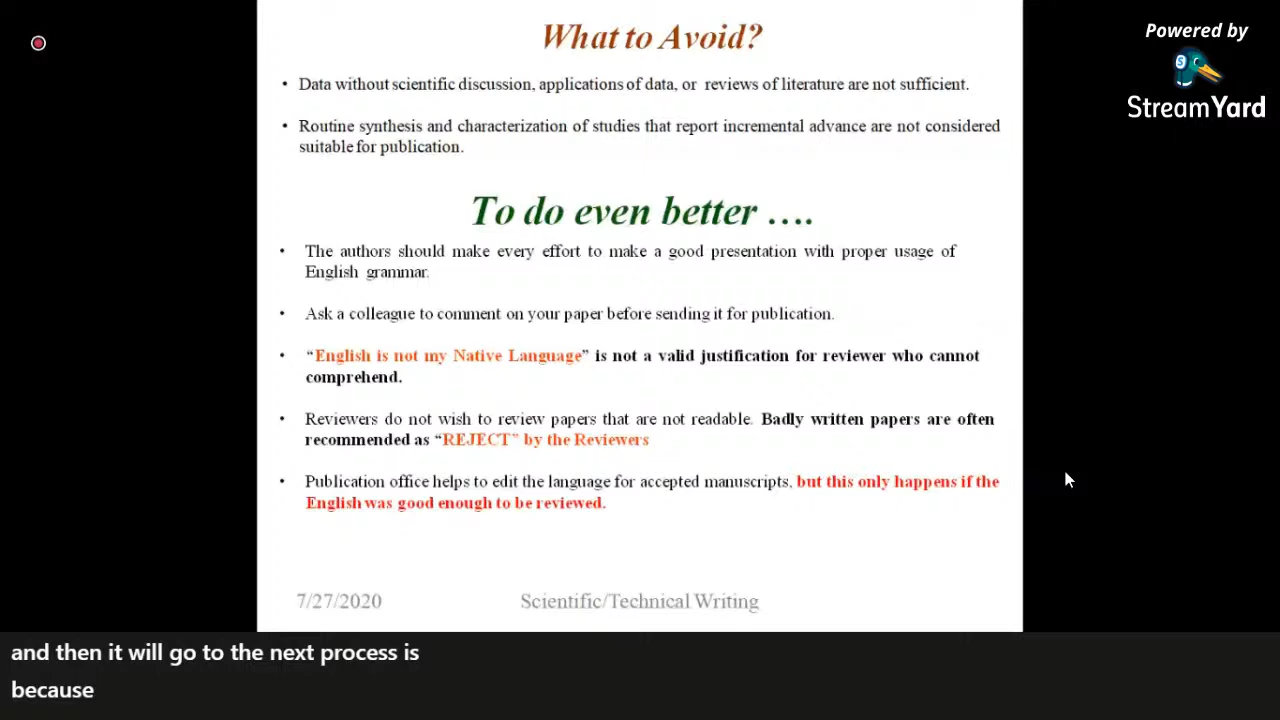 What to Avoid?
Powered by
StreamYard
• Data without scientific discussion, applications of data, or reviews of literature are not sufficient.
• Routine synthesis and characterization of studies that report incremental advance are not considered
suitable for publication.
To do even better ….
• The authors should make every effort to make a good presentation with proper usage of
English grammar.
• Ask a colleague to comment on your paper before sending it for publication.
• “English is not my Native Language” is not a valid justification for reviewer who cannot
comprehend.
• Reviewers do not wish to review papers that are not readable. Badly written papers are often
recommended as “REJECT” by the Reviewers
• Publication office helps to edit the language for accepted manuscripts, but this only happens if the
English was good enough to be reviewed.
7/27/2020 Scientific/Technical Writing
and then it will go to the next process is
because